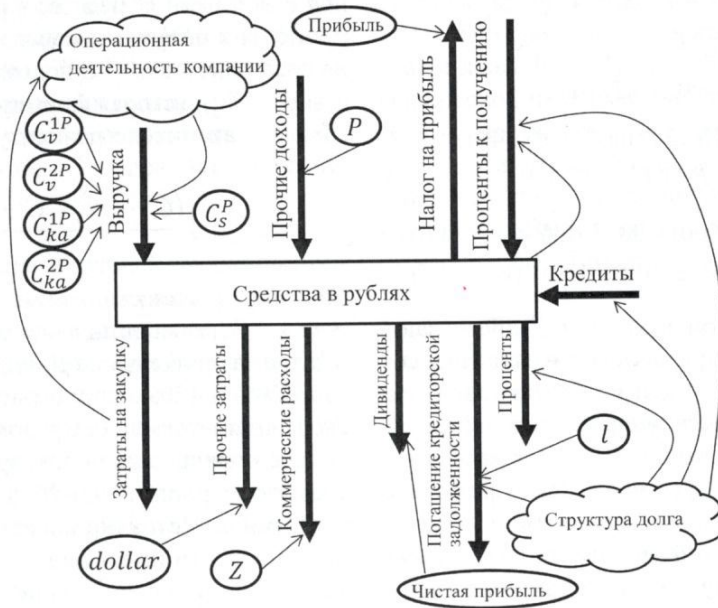 Операционная
деятельность компании
Прибыль
$C_v^{1P}$
$C_v^{2P}$
$C_{ka}^{1P}$
$C_{ka}^{2P}$
Выручка
$C_s^P$
Прочие доходы
P
Налог на прибыль
Проценты к получению
Средства в рублях
Кредиты
Затраты на закупку
Прочие затраты
Коммерческие расходы
Дивиденды
Погашение кредиторской
задолженности
Проценты
l
Структура долга
dollar
Z
Чистая прибыль